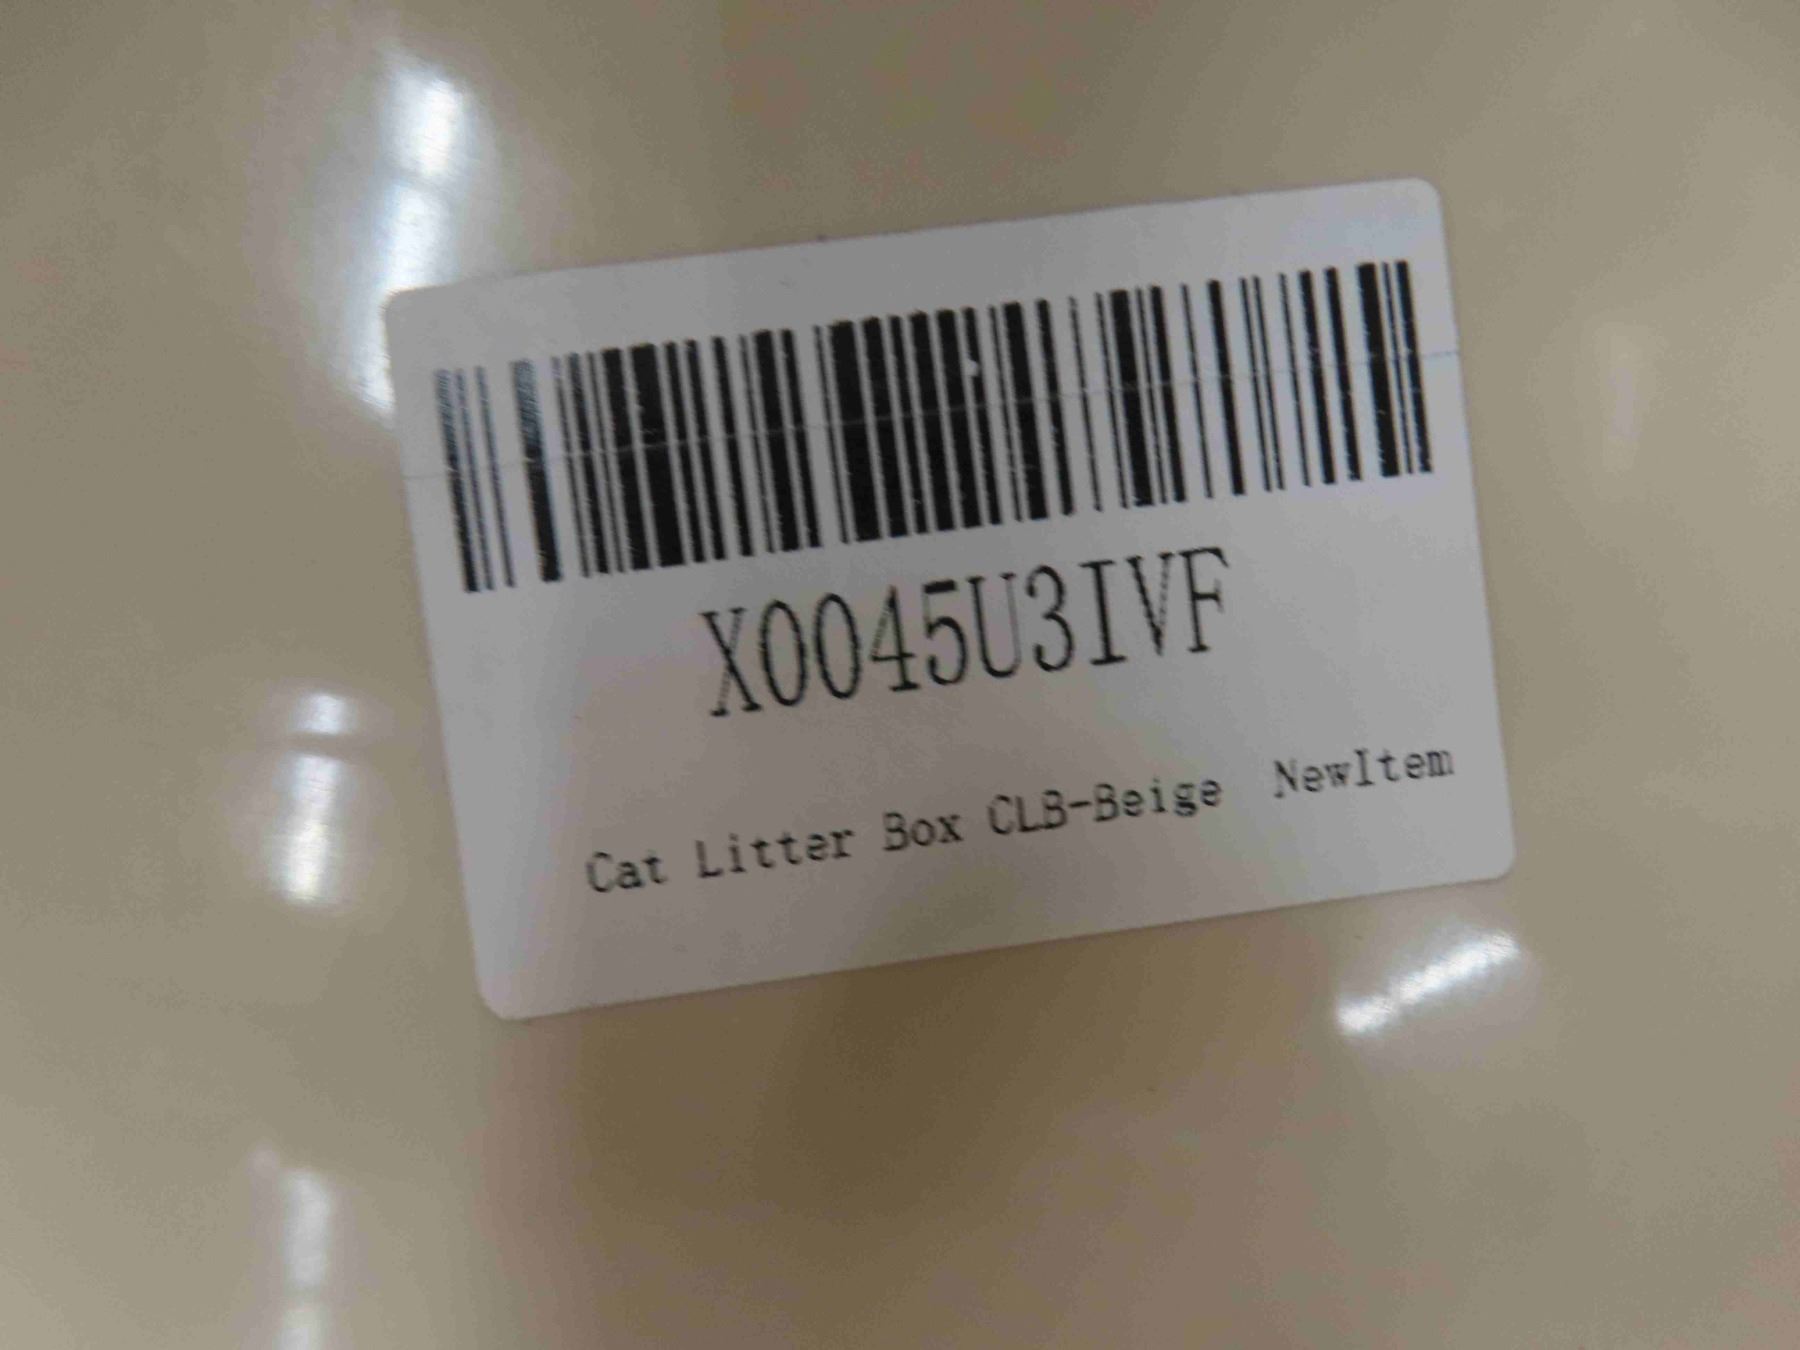 X0045U3IVF
Cat Litter Box CLB-Beige NewItem